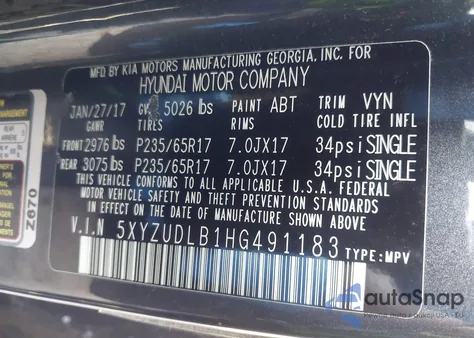 MFD BY KIA MOTORS MANUFACTURING GEORGIA, INC. FOR
HYUNDAI MOTOR COMPANY
JAN/27/17 5026 lbs PAINT ABT TRIM VYN
GAWR TIRES RIMS COLD TIRE INFL
FRONT 2976 lbs P235/65R17 7.0JX17 34psi SINGLE
REAR 3075 lbs P235/65R17 7.0JX17 34psi SINGLE
THIS VEHICLE CONFORMS TO ALL APPLICABLE U.S.A. FEDERAL
MOTOR VEHICLE SAFETY AND THEFT PREVENTION STANDARDS
IN EFFECT ON THE DATE OF MANUFACTURE SHOWN ABOVE.
V.I.N 5XYZUDLB1HG491183 TYPE: MPV
REAR
Z670
autaSnap